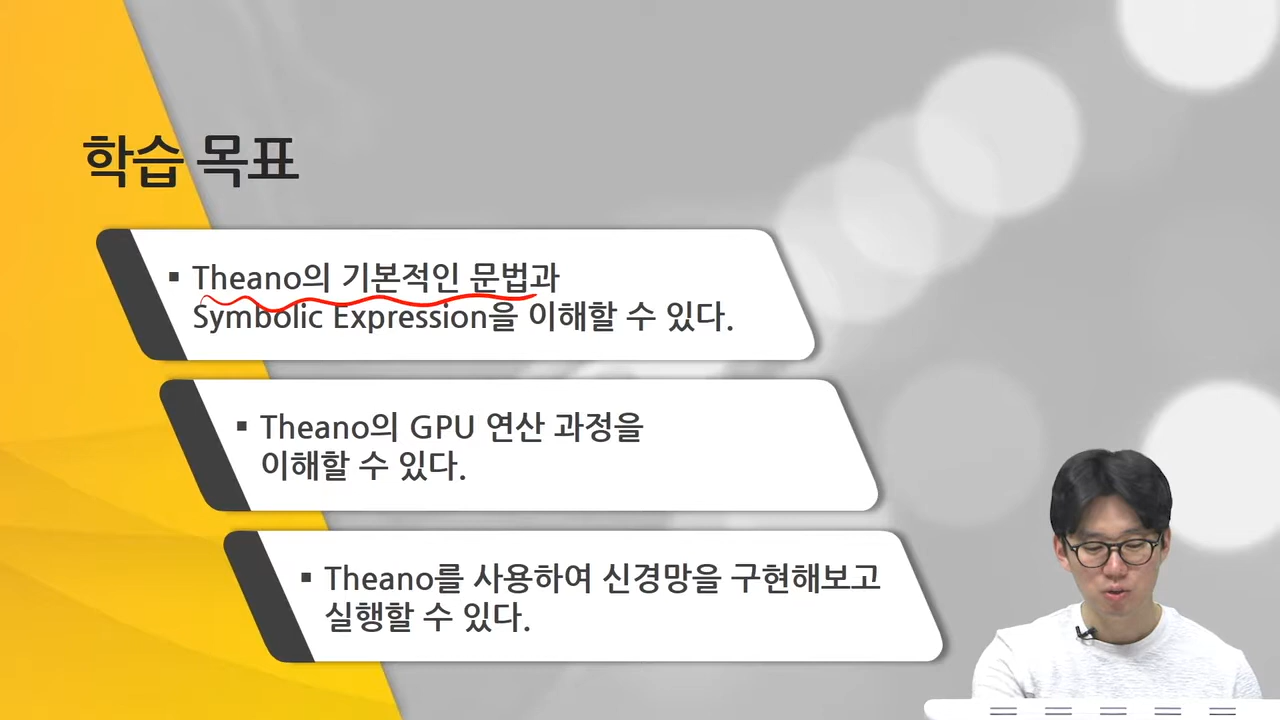 학습 목표
▪ Theano의 기본적인 문법과
Symbolic Expression을 이해할 수 있다.
▪ Theano의 GPU 연산 과정을
이해할 수 있다.
▪ Theano를 사용하여 신경망을 구현해보고
실행할 수 있다.